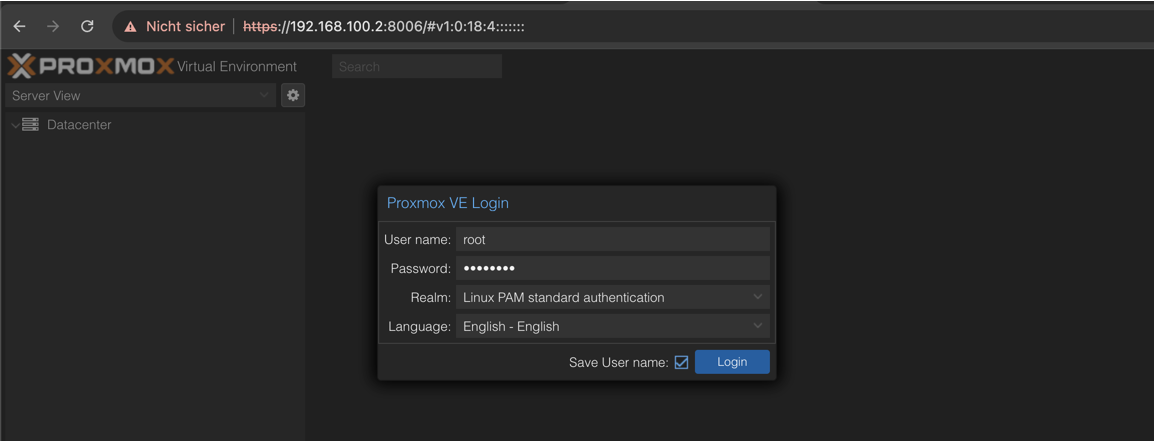 Nicht sicher https://192.168.100.2:8006/#v1:0:18:4:::::::
PROXMOX Virtual Environment Search
Server View
Datacenter
Proxmox VE Login
User name: root
Password: ••••••••
Realm: Linux PAM standard authentication
Language: English - English
Save User name: Login